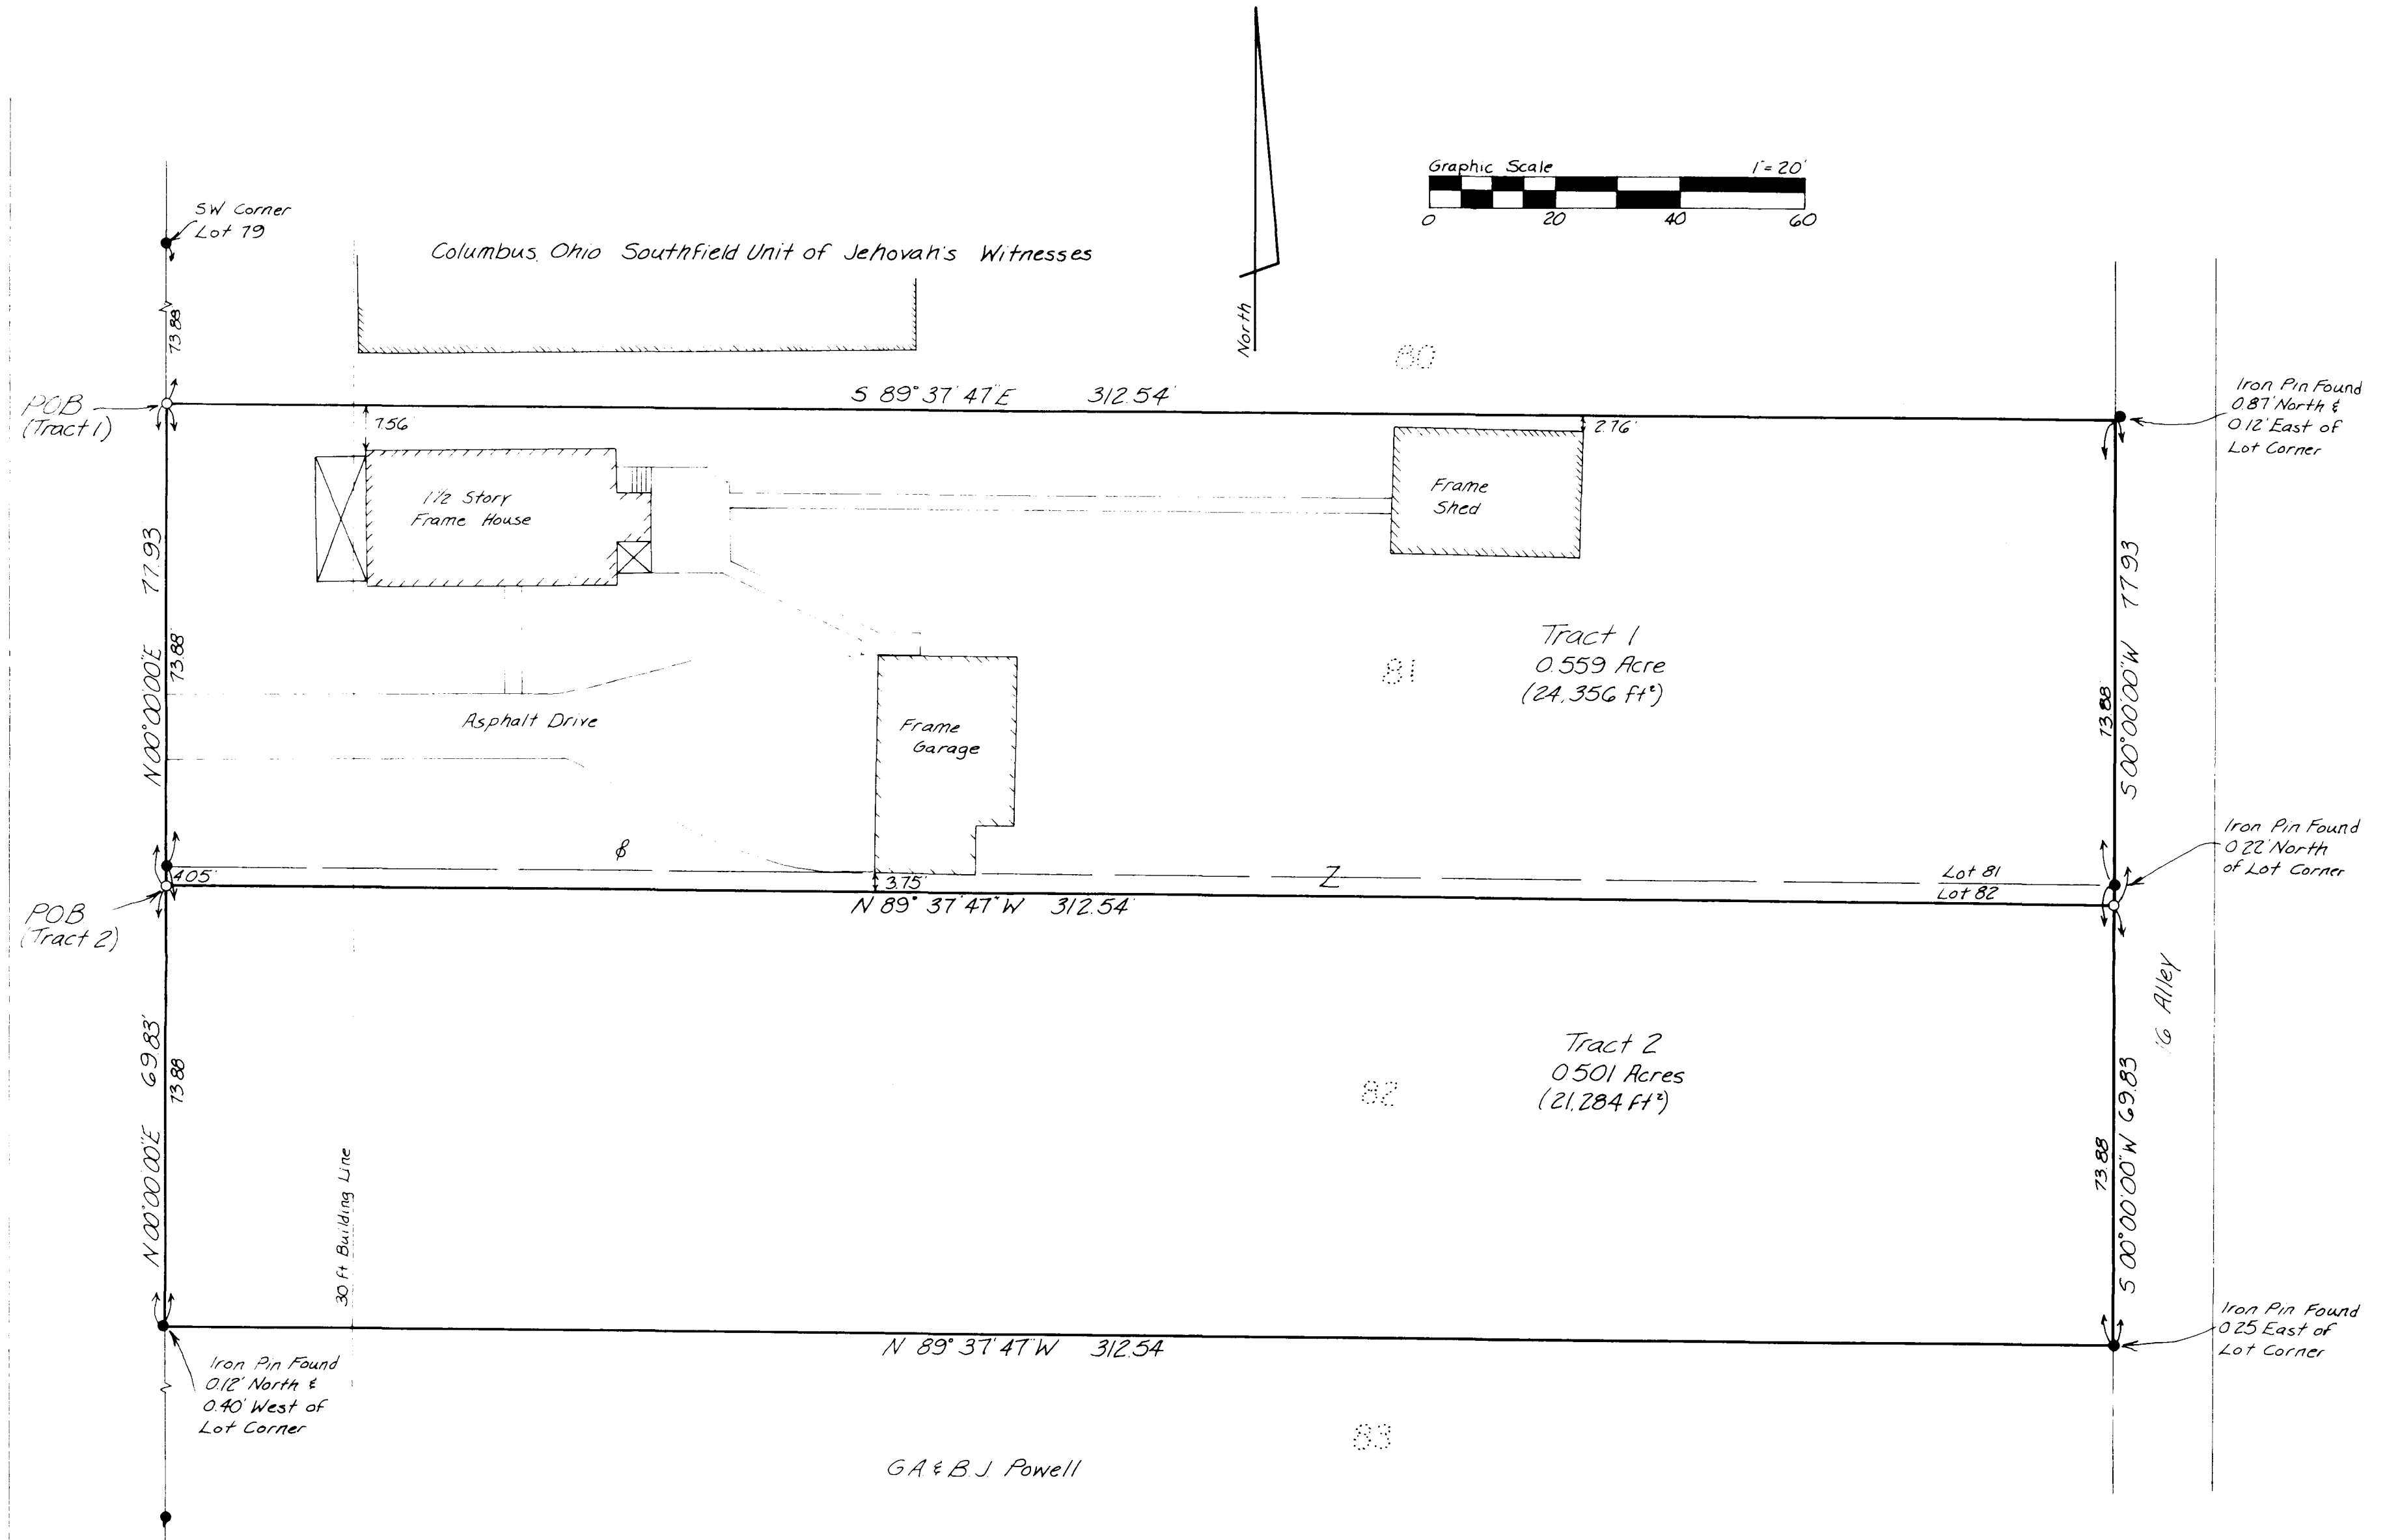 Graphic Scale 1"=20'
0 20 40 60
SW Corner
Lot 79
Columbus, Ohio Southfield Unit of Jehovah's Witnesses
North
73.88
80
S 89° 37' 47" E 312.54'
POB
(Tract 1)
Iron Pin Found
0.87' North &
0.12' East of
Lot Corner
7.56'
2.76'
1 1/2 Story
Frame House
Frame
Shed
N 00° 00' 00" E 77.93
73.88'
S 00° 00' 00" W 77.93
73.88'
Tract 1
0.559 Acre
(24,356 ft²)
81
Asphalt Drive
Frame
Garage
Iron Pin Found
0.22' North
of Lot Corner
Lot 81
Lot 82
Z
4.05'
3.75'
N 89° 37' 47" W 312.54'
POB
(Tract 2)
16' Alley
N 00° 00' 00" E 69.83'
73.88
S 00° 00' 00" W 69.83
73.88
Tract 2
0.501 Acres
(21,284 ft²)
82
30 Ft Building Line
Iron Pin Found
0.25 East of
Lot Corner
N 89° 37' 47" W 312.54
Iron Pin Found
0.12' North &
0.40' West of
Lot Corner
83
G.A. & B.J. Powell